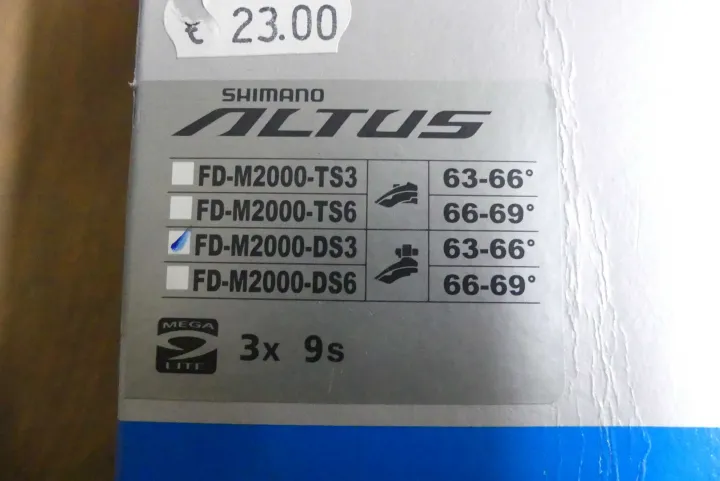 € 23.00
SHIMANO
ALTUS
FD-M2000-TS3 63-66°
FD-M2000-TS6 66-69°
FD-M2000-DS3 63-66°
FD-M2000-DS6 66-69°
MEGA
9
LITE
3x 9s